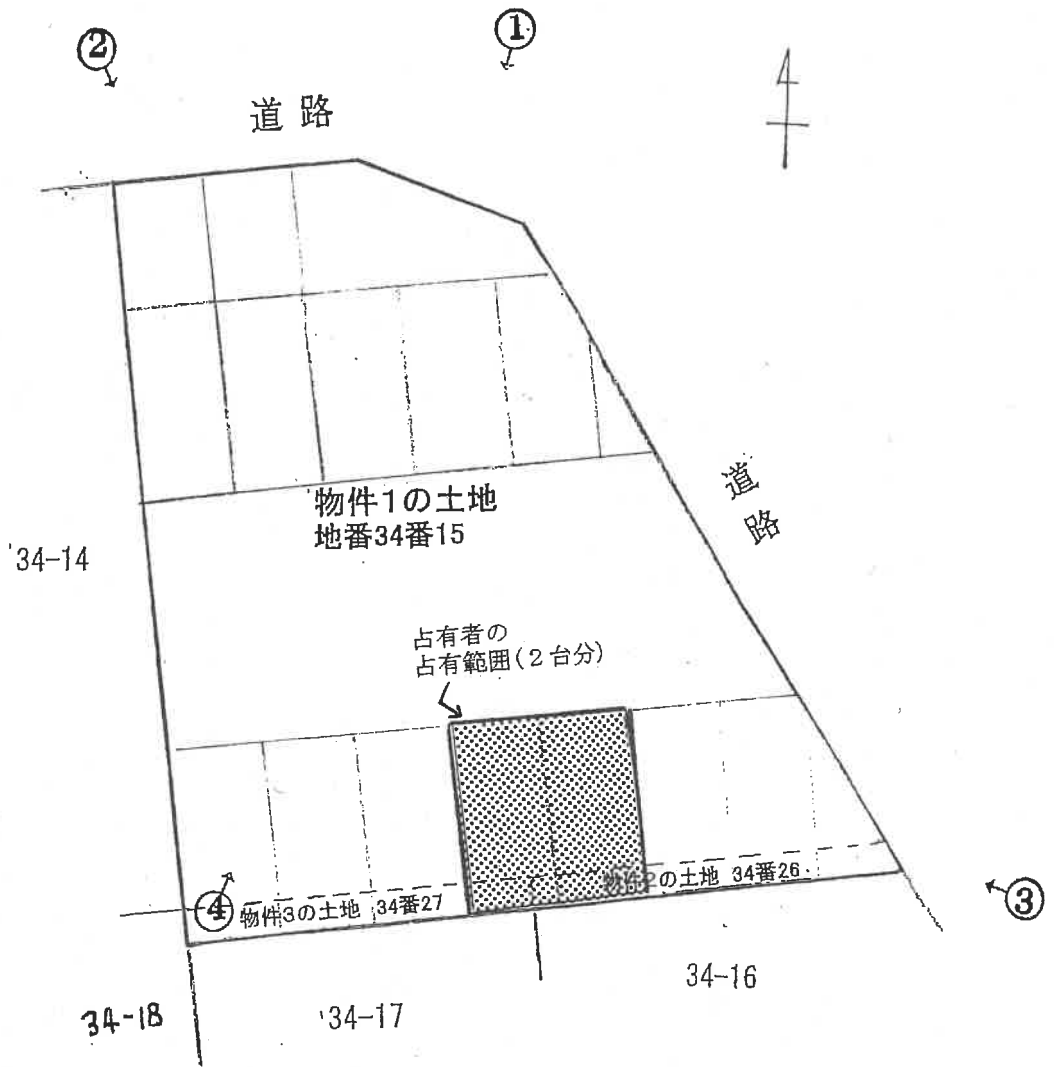 ②
①
道路
物件1の土地
地番34番15
道路
34-14
占有者の
占有範囲(2台分)
物件2の土地 34番26
④
物件3の土地 34番27
③
34-16
34-17
34-18